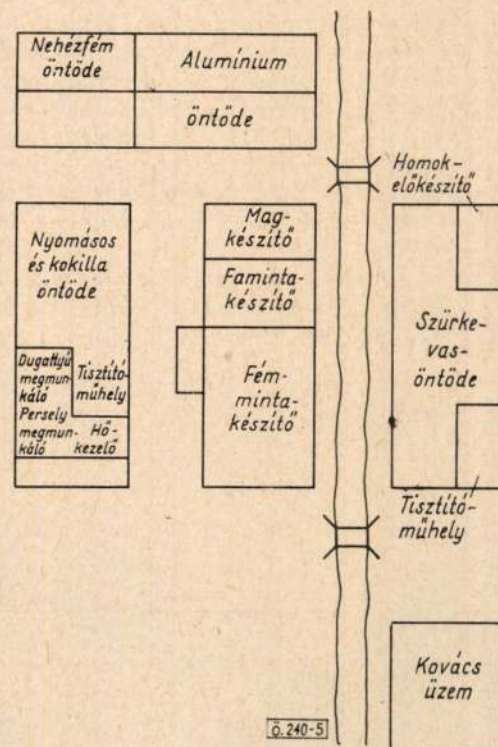 Nehézfém
öntöde
Alumínium
öntöde
Homok-
előkészítő
Nyomásos
és kokilla
öntöde
Dugattyú
megmun-
káló
Persely
megmun-
káló
Tisztító-
műhely
Hő-
kezelő
Mag-
készítő
Faminta-
készítő
Fém-
minta-
készítő
Szürke-
vas-
öntöde
Tisztító-
műhely
Kovács
üzem
Ö.240-5